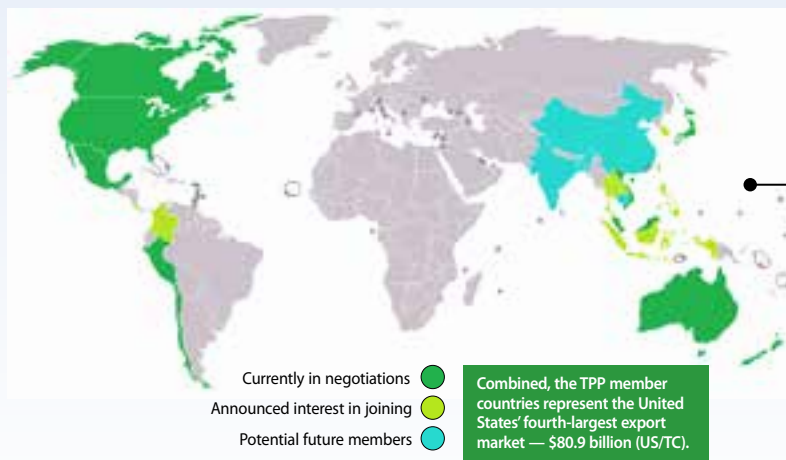 Currently in negotiations
Announced interest in joining
Potential future members
Combined, the TPP member
countries represent the United
States' fourth-largest export
market — $80.9 billion (US/TC).